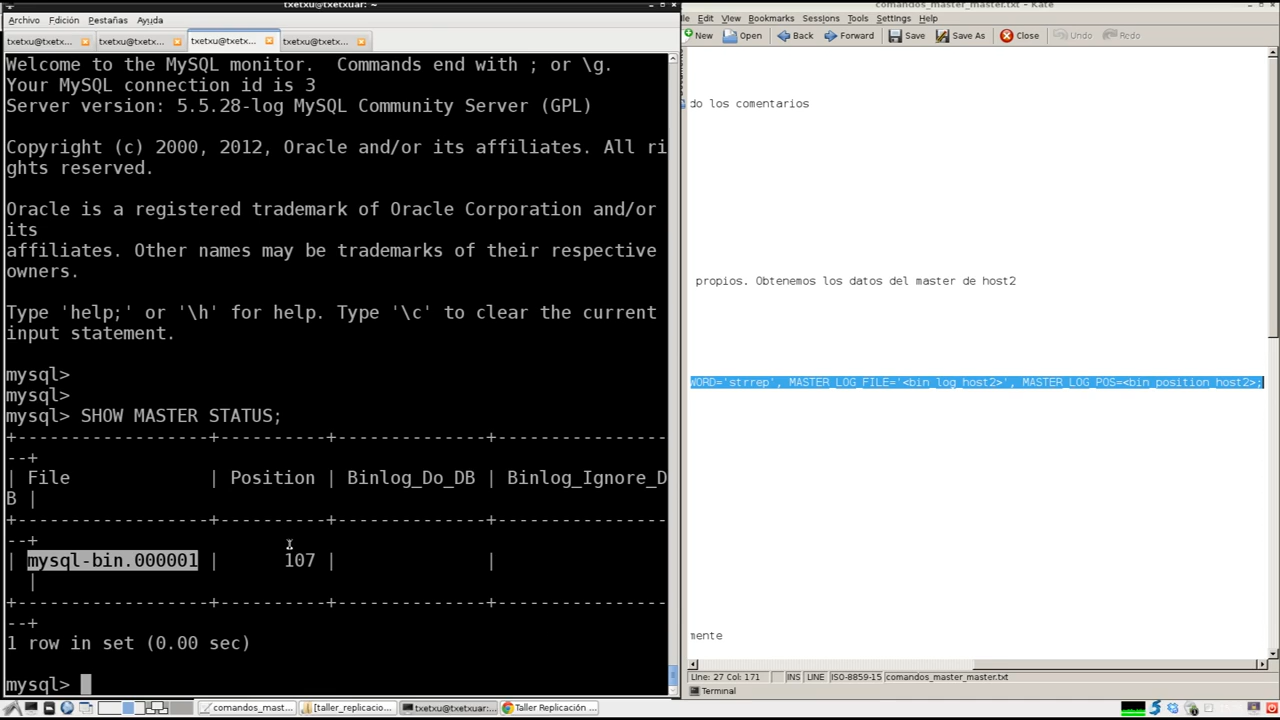 txetxu@txetxuar: ~
Archivo Edición Pestañas Ayuda
txetxu@txetx... txetxu@txetx... txetxu@txetx... txetxu@txetx...
Welcome to the MySQL monitor.  Commands end with ; or \g.
Your MySQL connection id is 3
Server version: 5.5.28-log MySQL Community Server (GPL)
Copyright (c) 2000, 2012, Oracle and/or its affiliates. All ri
ghts reserved.
Oracle is a registered trademark of Oracle Corporation and/or
its
affiliates. Other names may be trademarks of their respective
owners.
Type 'help;' or '\h' for help. Type '\c' to clear the current
input statement.
mysql>
mysql>
mysql> SHOW MASTER STATUS;
+------------------+----------+--------------+----------------
--+
| File             | Position | Binlog_Do_DB | Binlog_Ignore_D
B |
+------------------+----------+--------------+----------------
--+
| mysql-bin.000001 |      107 |              |
|
+------------------+----------+--------------+----------------
--+
1 row in set (0.00 sec)
mysql>
comandos_master_master.txt - Kate
Edit View Bookmarks Sessions Tools Settings Help
New Open Back Forward Save Save As Close Undo Redo
do los comentarios
propios. Obtenemos los datos del master de host2
WORD='strrep', MASTER_LOG_FILE='<bin_log_host2>', MASTER_LOG_POS=<bin_position_host2>;
mente
Line: 27 Col: 171 INS LINE ISO-8859-15 comandos_master_master.txt
Terminal
comandos_mast... [taller_replicacio... txetxu@txetxuar:... Taller Replicación ...